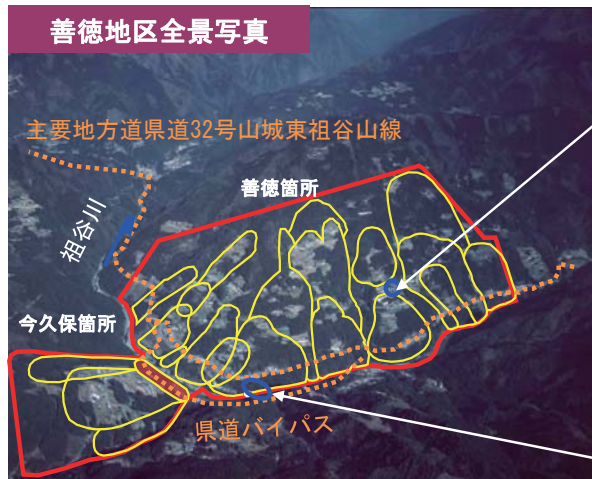 善徳地区全景写真
主要地方道県道32号山城東祖谷山線
善徳箇所
祖谷川
今久保箇所
県道バイパス